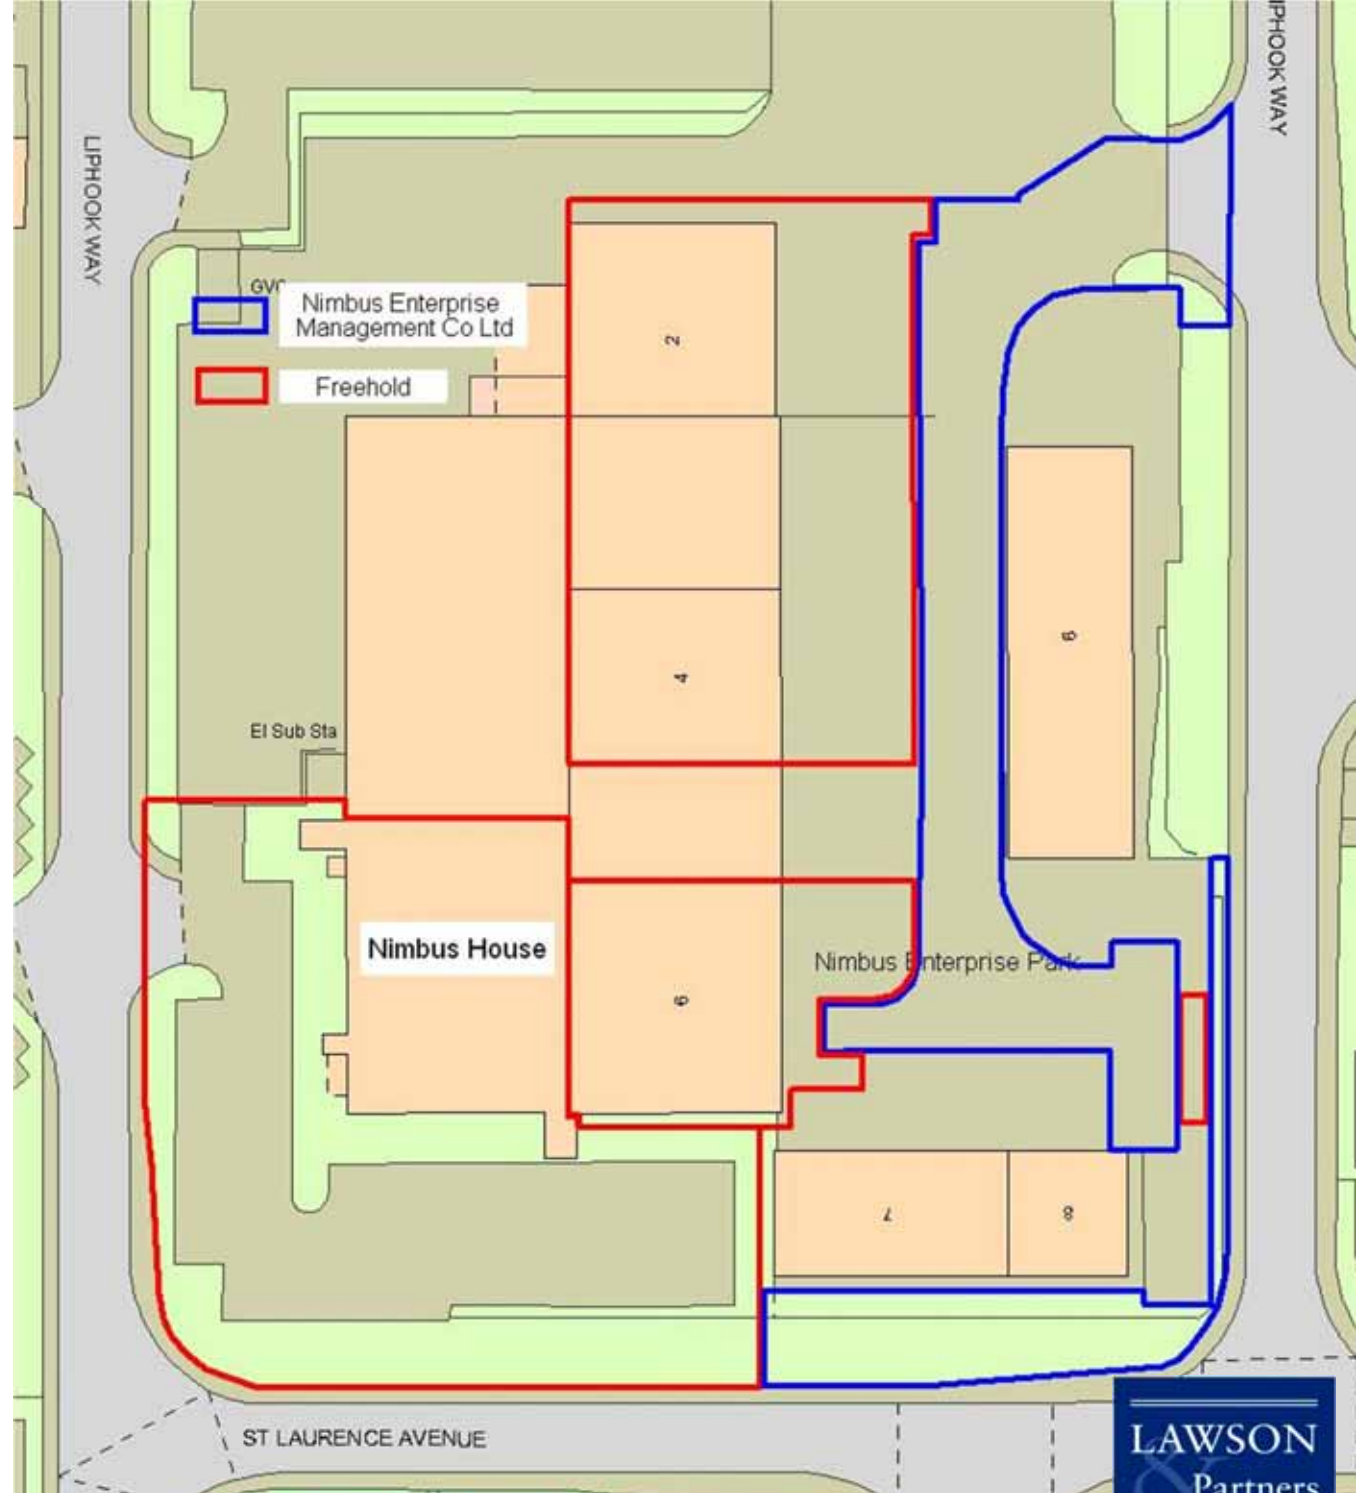 LIPHOOK WAY
LIPHOOK WAY
GVC
Nimbus Enterprise
Management Co Ltd
Freehold
2
4
6
El Sub Sta
Nimbus House
Nimbus Enterprise Park
6
7
8
ST LAURENCE AVENUE
LAWSON
&
Partners